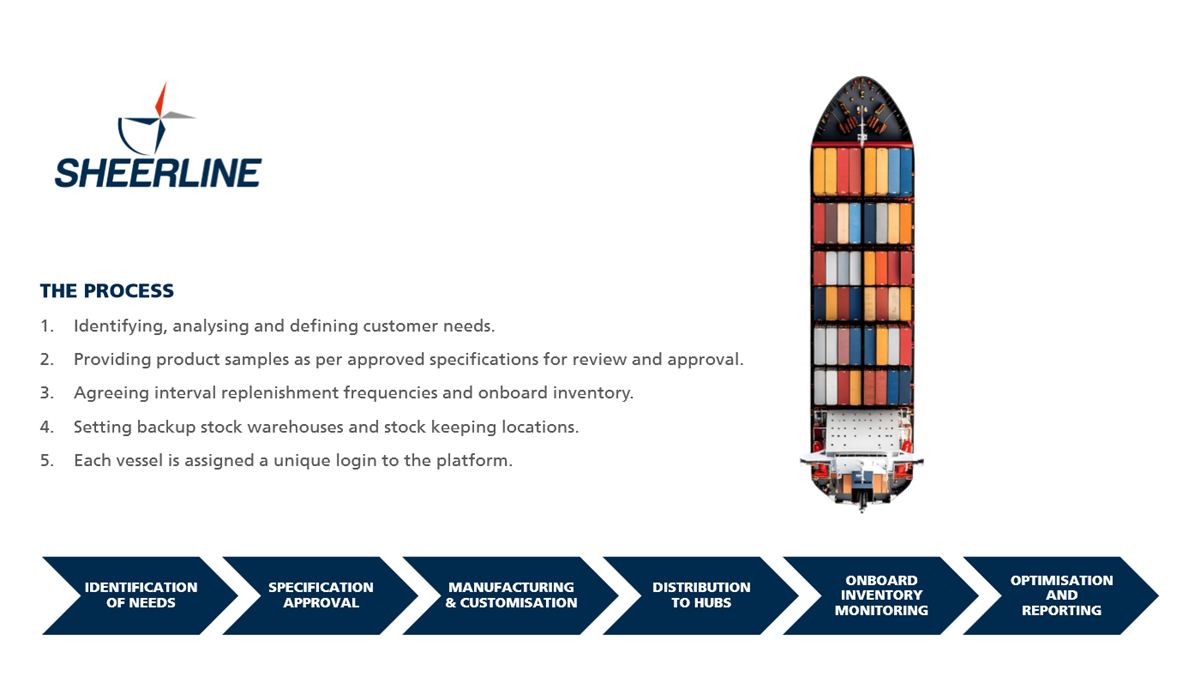 SHEERLINE
THE PROCESS
1. Identifying, analysing and defining customer needs.
2. Providing product samples as per approved specifications for review and approval.
3. Agreeing interval replenishment frequencies and onboard inventory.
4. Setting backup stock warehouses and stock keeping locations.
5. Each vessel is assigned a unique login to the platform.
IDENTIFICATION
OF NEEDS
SPECIFICATION
APPROVAL
MANUFACTURING
& CUSTOMISATION
DISTRIBUTION
TO HUBS
ONBOARD
INVENTORY
MONITORING
OPTIMISATION
AND
REPORTING